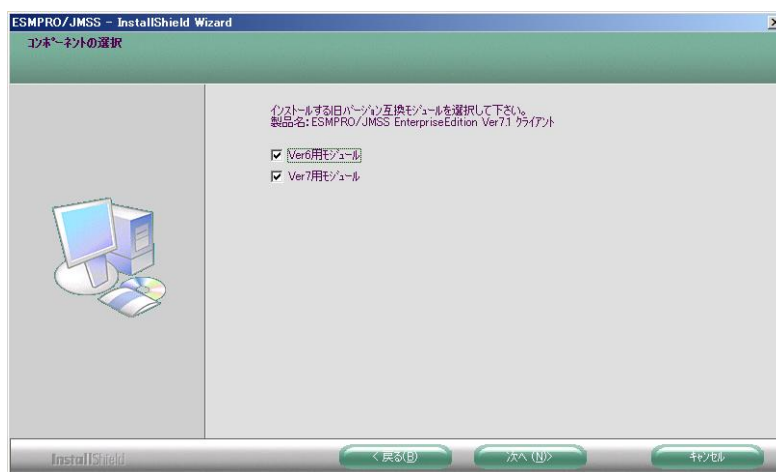 ESMPRO/JMSS - InstallShield Wizard
コンポーネントの選択
インストールする旧バージョン互換モジュールを選択して下さい。
製品名: ESMPRO/JMSS EnterpriseEdition Ver7.1 クライアント
Ver6用モジュール
Ver7用モジュール
InstallShield
< 戻る(B)
次へ (N)>
キャンセル